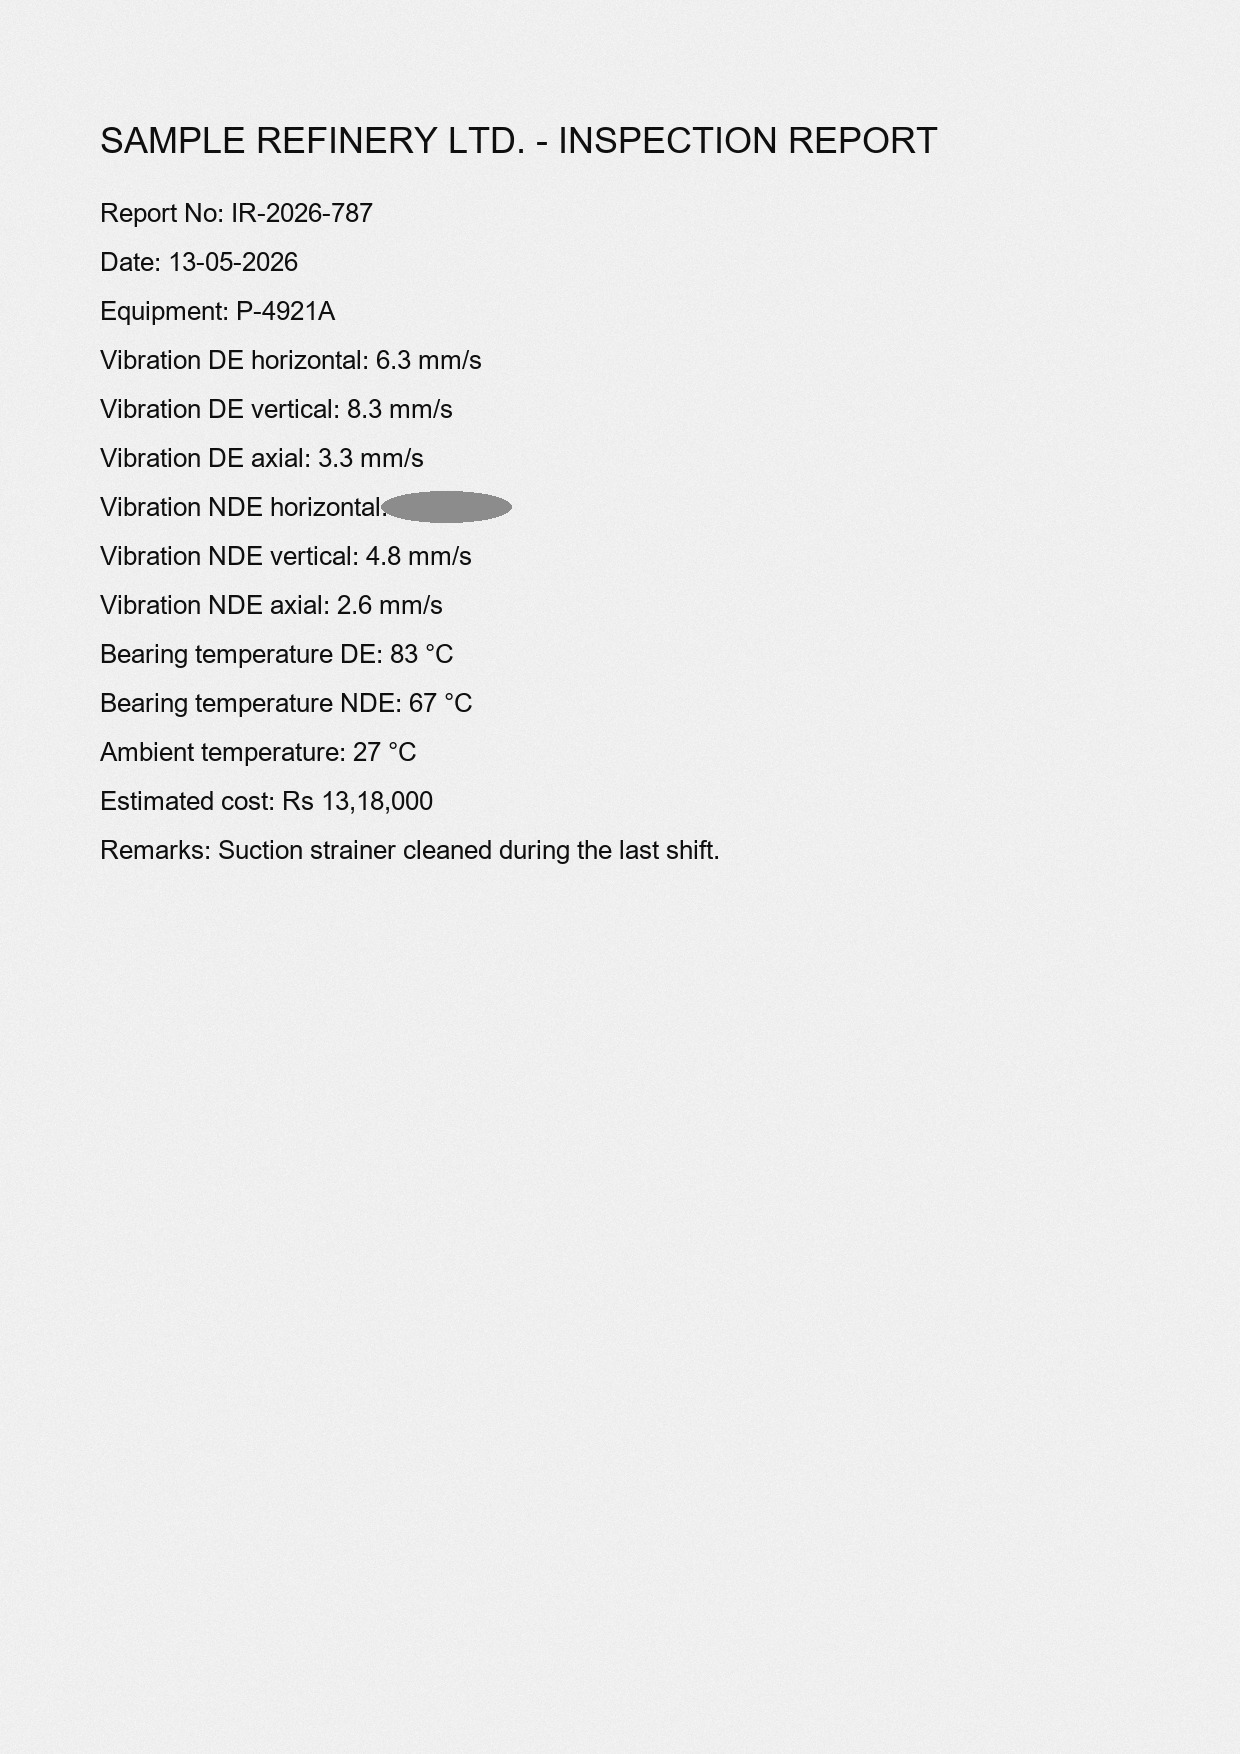 SAMPLE REFINERY LTD. - INSPECTION REPORT
Report No: IR-2026-787
Date: 13-05-2026
Equipment: P-4921A
Vibration DE horizontal: 6.3 mm/s
Vibration DE vertical: 8.3 mm/s
Vibration DE axial: 3.3 mm/s
Vibration NDE horizontal:
Vibration NDE vertical: 4.8 mm/s
Vibration NDE axial: 2.6 mm/s
Bearing temperature DE: 83 °C
Bearing temperature NDE: 67 °C
Ambient temperature: 27 °C
Estimated cost: Rs 13,18,000
Remarks: Suction strainer cleaned during the last shift.